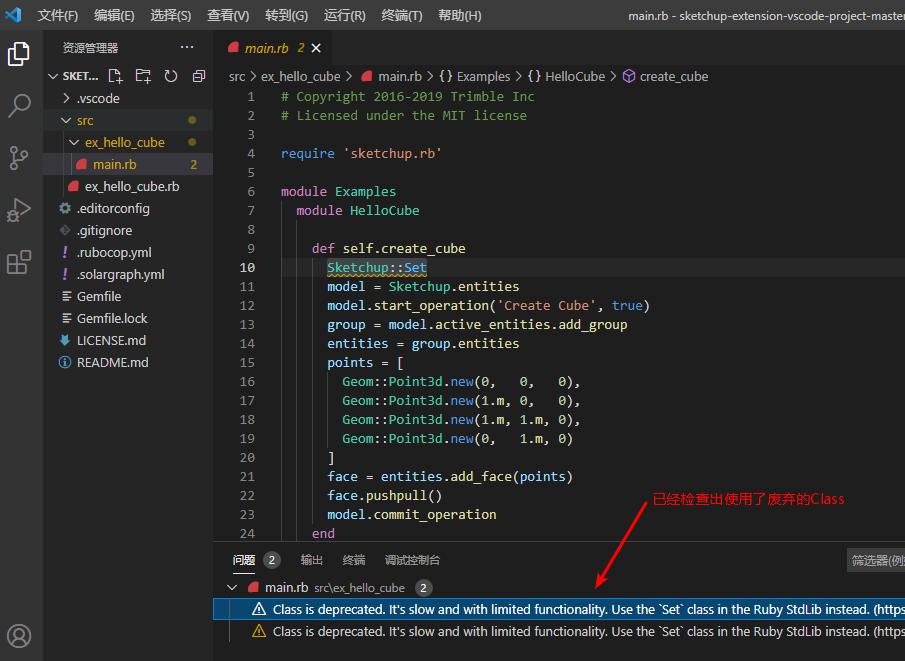 文件(F) 编辑(E) 选择(S) 查看(V) 转到(G) 运行(R) 终端(T) 帮助(H) main.rb - sketchup-extension-vscode-project-master
资源管理器 ···
SKET...
.vscode
src
ex_hello_cube
main.rb 2
ex_hello_cube.rb
.editorconfig
.gitignore
! .rubocop.yml
! .solargraph.yml
Gemfile
Gemfile.lock
LICENSE.md
README.md
main.rb 2
src > ex_hello_cube > main.rb > {} Examples > {} HelloCube > create_cube
1 # Copyright 2016-2019 Trimble Inc
2 # Licensed under the MIT license
3
4 require 'sketchup.rb'
5
6 module Examples
7   module HelloCube
8
9     def self.create_cube
10       Sketchup::Set
11       model = Sketchup.entities
12       model.start_operation('Create Cube', true)
13       group = model.active_entities.add_group
14       entities = group.entities
15       points = [
16         Geom::Point3d.new(0,   0,   0),
17         Geom::Point3d.new(1.m, 0,   0),
18         Geom::Point3d.new(1.m, 1.m, 0),
19         Geom::Point3d.new(0,   1.m, 0)
20       ]
21       face = entities.add_face(points)
22       face.pushpull()
23       model.commit_operation
24     end
已经检查出使用了废弃的Class
问题 2 输出 终端 调试控制台 筛选器(例如
main.rb src\ex_hello_cube 2
Class is deprecated. It's slow and with limited functionality. Use the `Set` class in the Ruby StdLib instead. (https
Class is deprecated. It's slow and with limited functionality. Use the `Set` class in the Ruby StdLib instead. (https